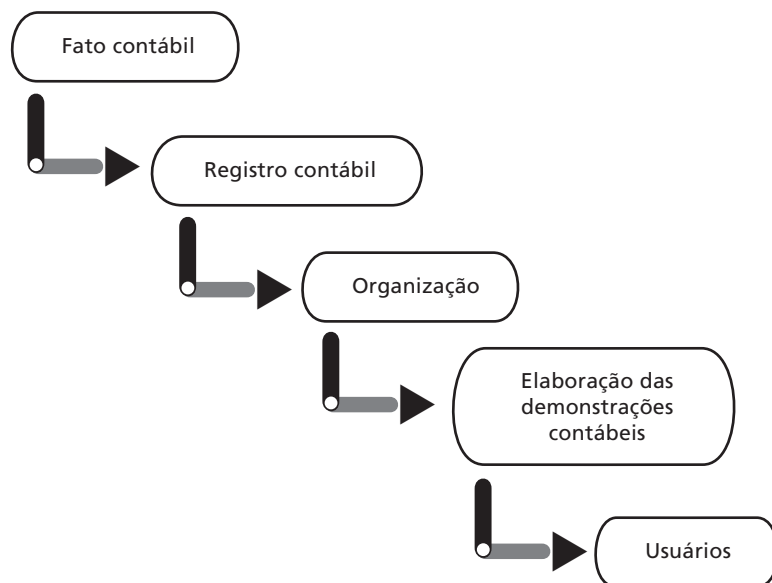 Fato contábil
Registro contábil
Organização
Elaboração das
demonstrações
contábeis
Usuários